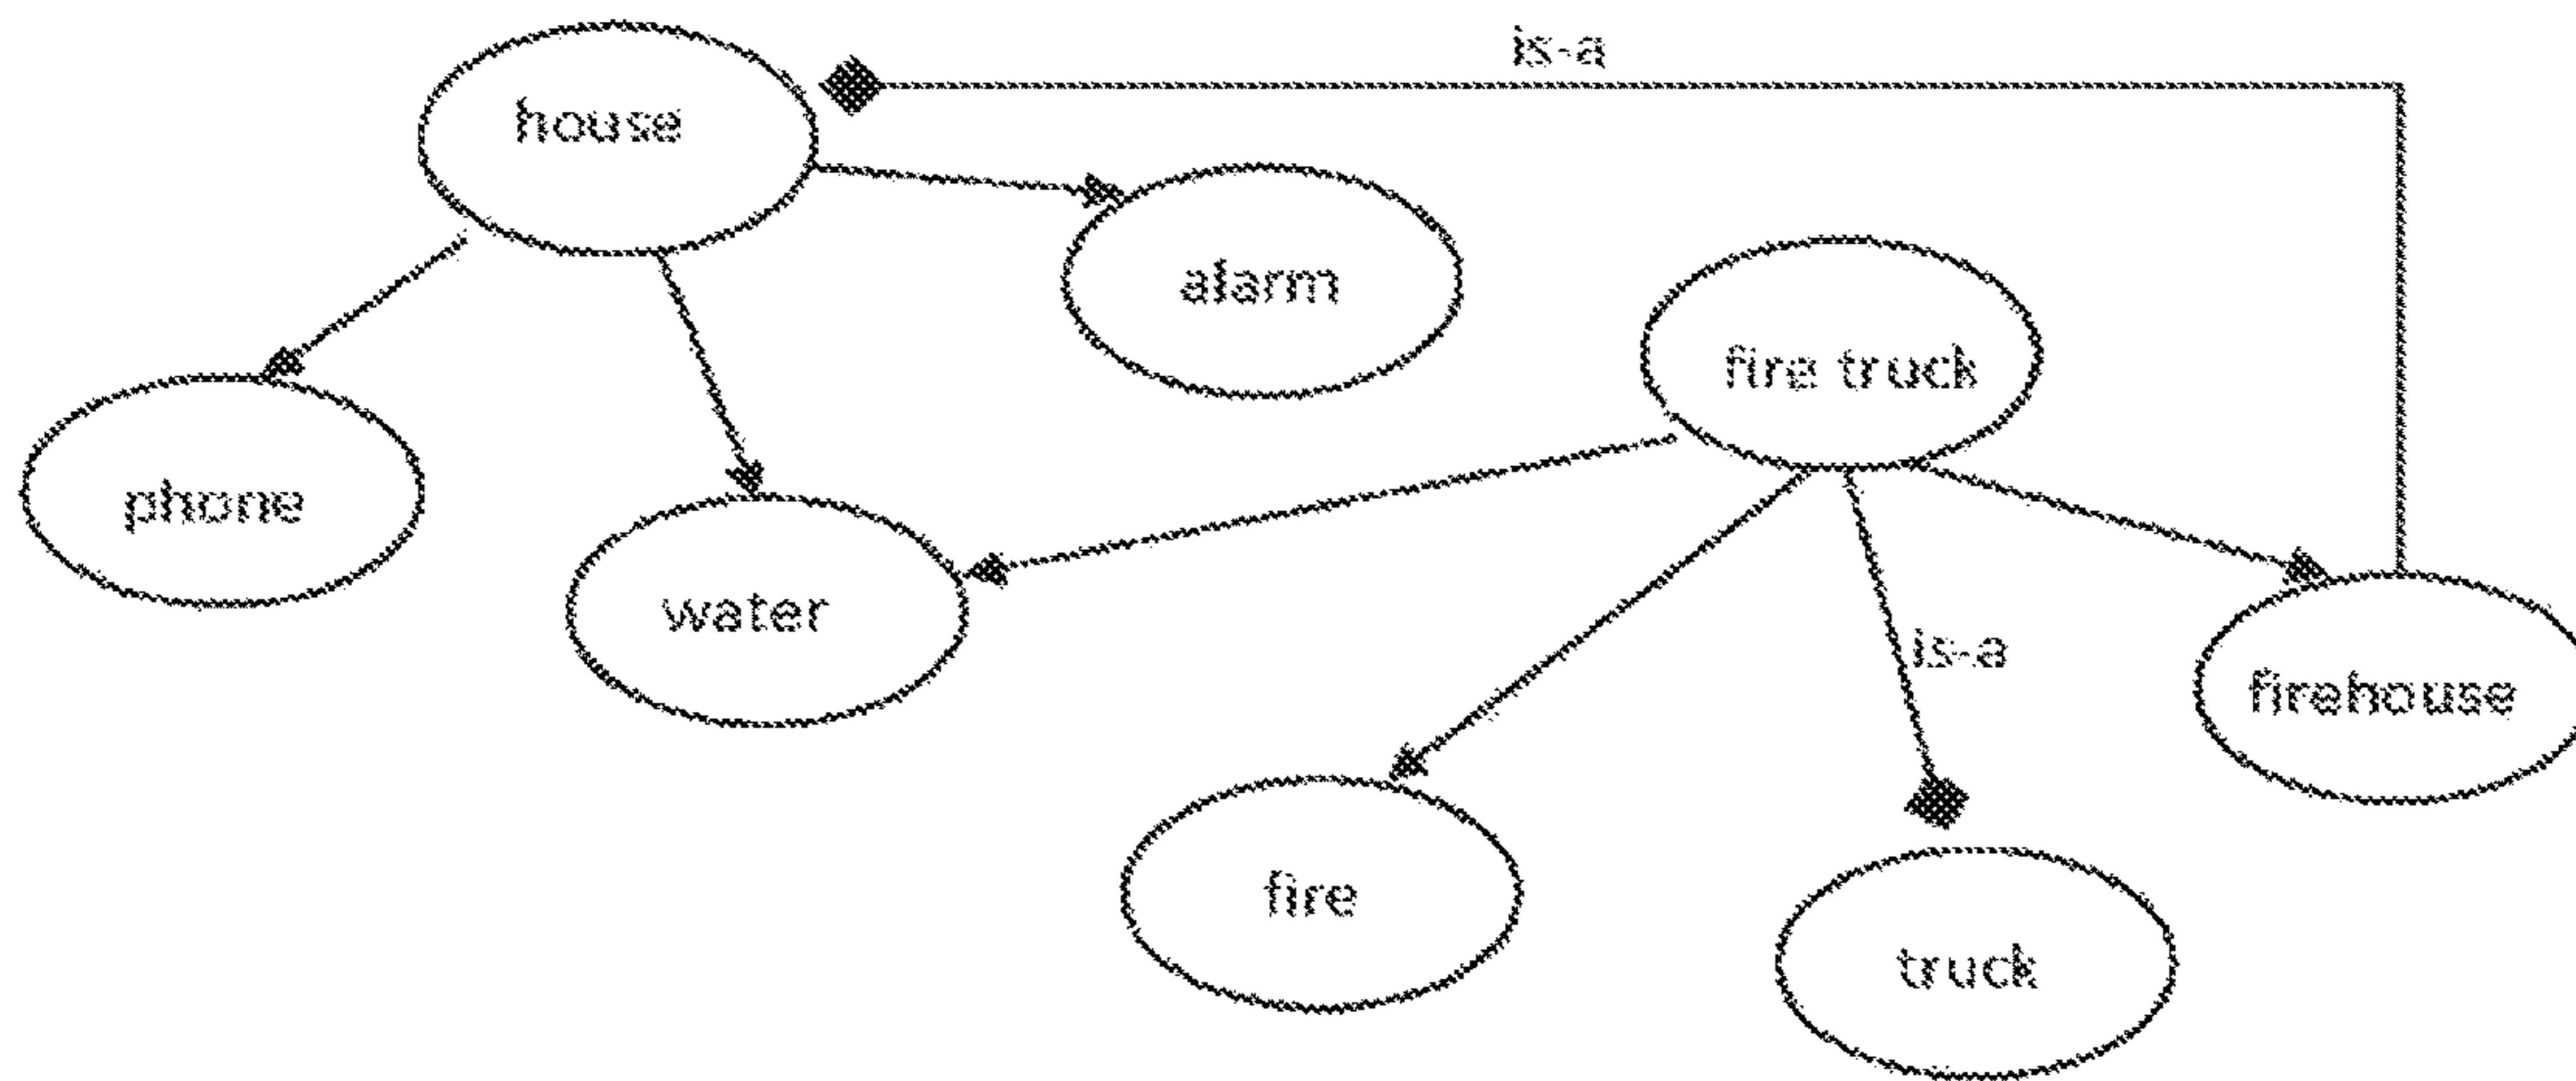 is-a
house
alarm
fire truck
phone
water
is-a
firehouse
fire
truck